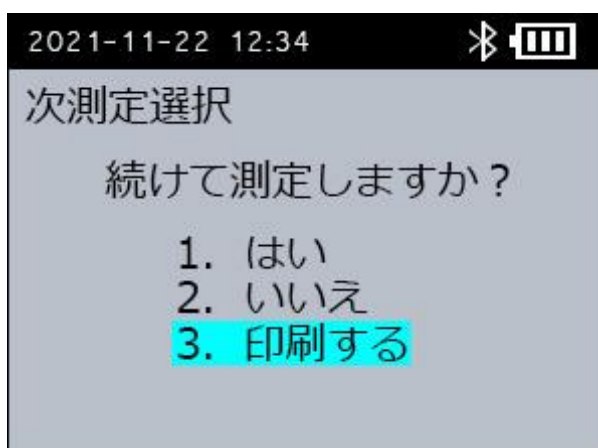 2021-11-22 12:34
次測定選択
続けて測定しますか？
1. はい
2. いいえ
3. 印刷する